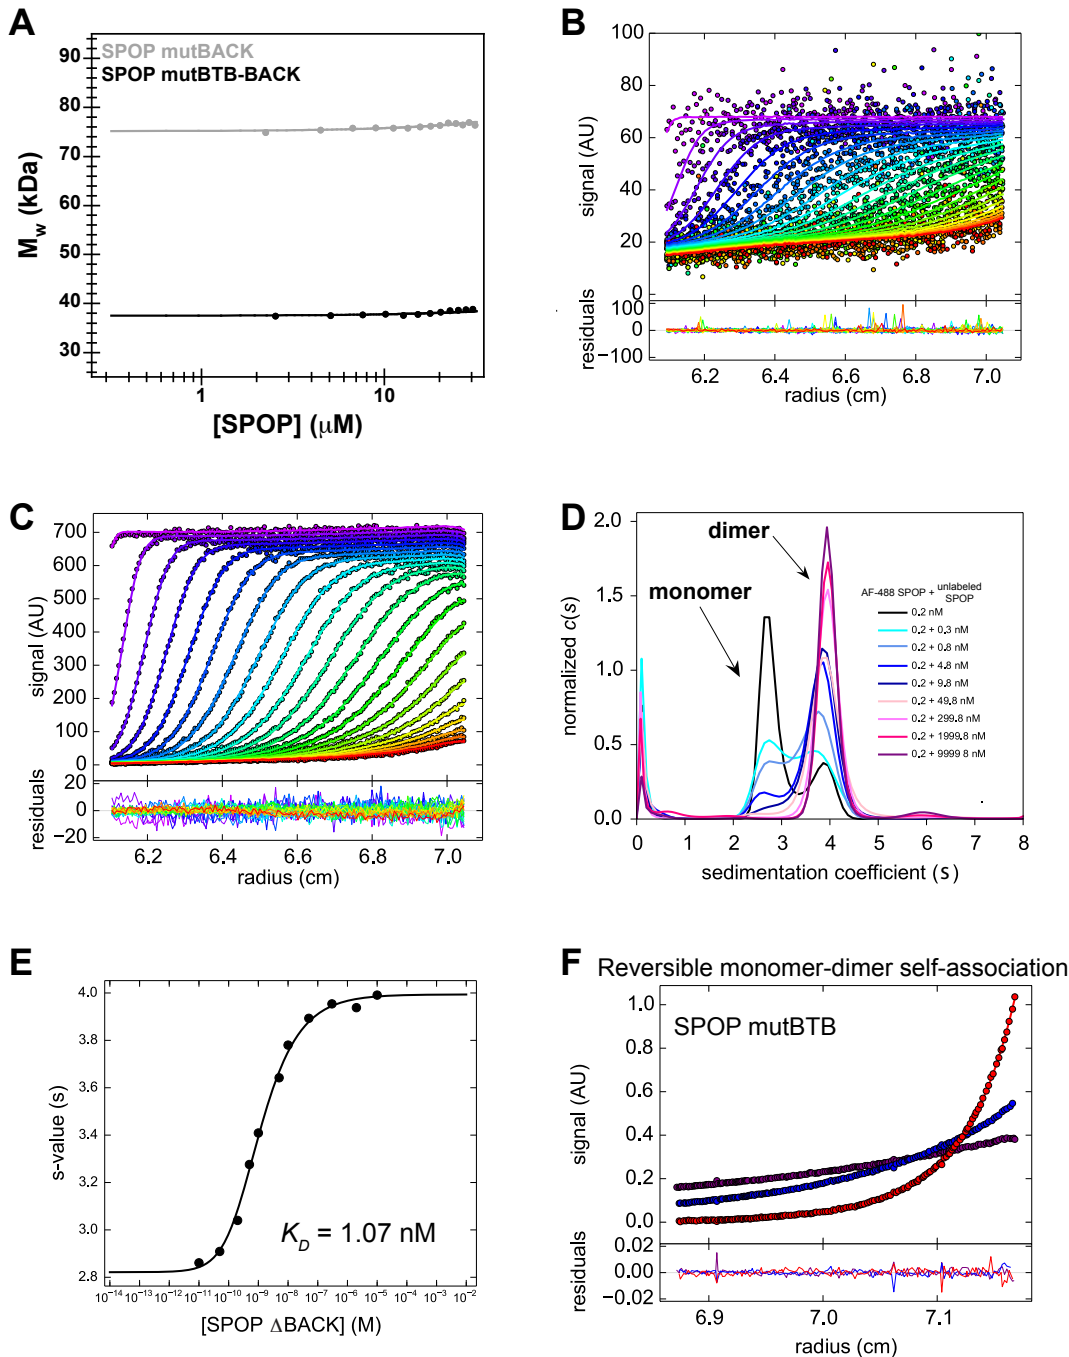 A
SPOP mutBACK
SPOP mutBTB-BACK
90
80
70
60
50
40
30
M_w (kDa)
1
10
[SPOP] (μM)
B
100
80
60
40
20
0
signal (AU)
100
0
−100
residuals
6.2
6.4
6.6
6.8
7.0
radius (cm)
C
700
600
500
400
300
200
100
0
signal (AU)
20
0
−20
residuals
6.2
6.4
6.6
6.8
7.0
radius (cm)
D
2.0
1.5
1.0
0.5
0.0
normalized c(s)
dimer
monomer
AF-488 SPOP + unlabeled SPOP
0.2 nM
0.2 + 0.3 nM
0.2 + 0.8 nM
0.2 + 4.8 nM
0.2 + 9.8 nM
0.2 + 49.8 nM
0.2 + 299.8 nM
0.2 + 1999.8 nM
0.2 + 9999 8 nM
0 1 2 3 4 5 6 7 8
sedimentation coefficient (s)
E
4.0
3.8
3.6
3.4
3.2
3.0
2.8
s-value (s)
K_D = 1.07 nM
10⁻¹⁴ 10⁻¹³ 10⁻¹² 10⁻¹¹ 10⁻¹⁰ 10⁻⁹ 10⁻⁸ 10⁻⁷ 10⁻⁶ 10⁻⁵ 10⁻⁴ 10⁻³ 10⁻²
[SPOP ΔBACK] (M)
F
Reversible monomer-dimer self-association
SPOP mutBTB
1.0
0.8
0.6
0.4
0.2
0.0
signal (AU)
0.02
0.00
−0.02
residuals
6.9
7.0
7.1
radius (cm)